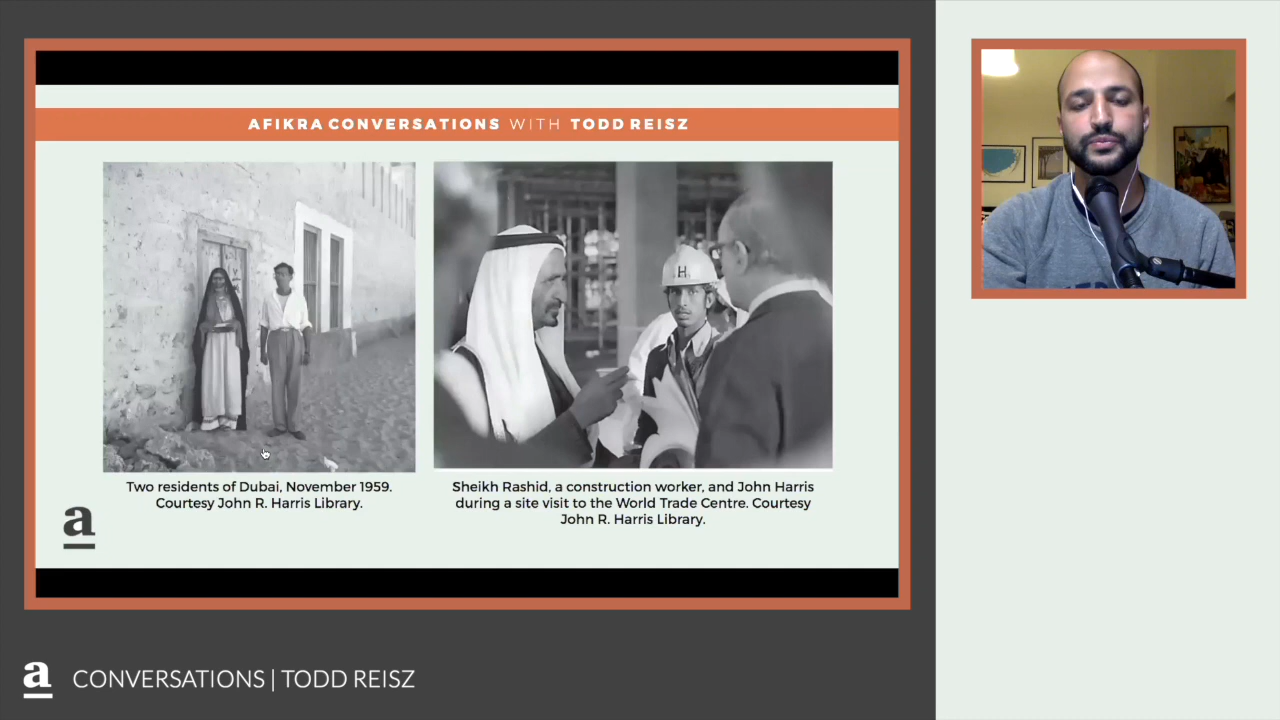 AFIKRA CONVERSATIONS WITH TODD REISZ
H
Two residents of Dubai, November 1959.
Courtesy John R. Harris Library.
Sheikh Rashid, a construction worker, and John Harris
during a site visit to the World Trade Centre. Courtesy
John R. Harris Library.
a
a CONVERSATIONS | TODD REISZ